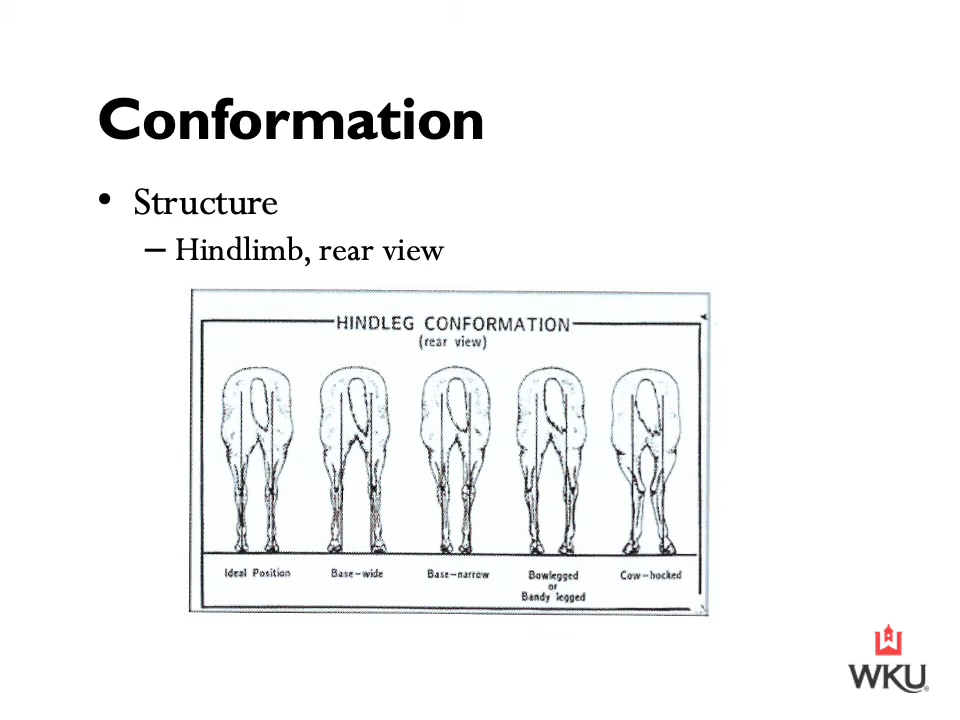 Conformation
• Structure
– Hindlimb, rear view
HINDLEG CONFORMATION
(rear view)
Ideal Position
Base-wide
Base-narrow
Bowlegged
or
Bandy legged
Cow-hocked
WKU®